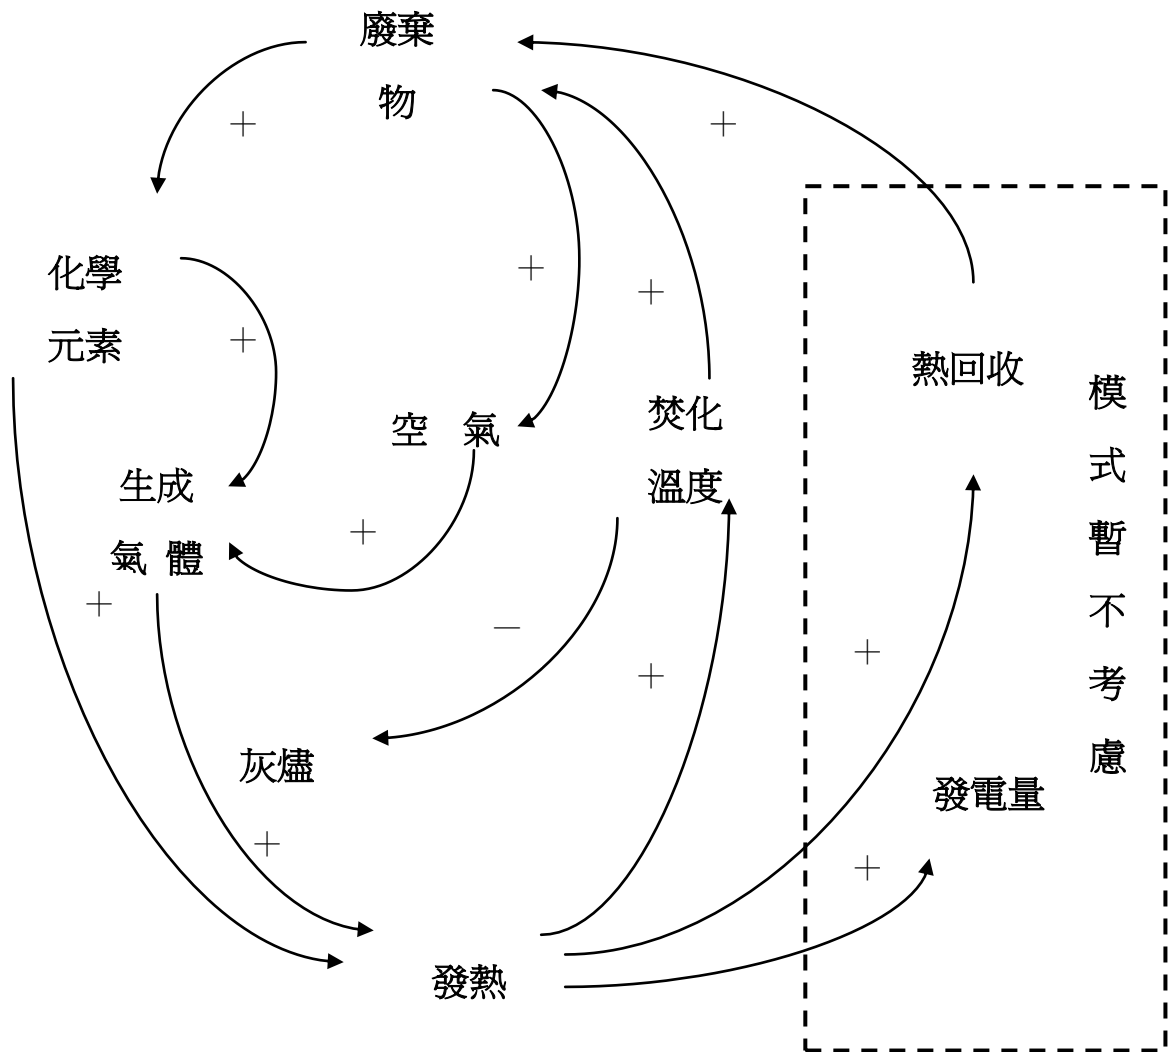 廢棄
物
+
+
化學
元素
+
+
+
熱回收
模
式
暫
不
考
慮
空 氣
焚化
溫度
生成
氣 體
+
+
−
+
+
灰燼
發電量
+
+
發熱